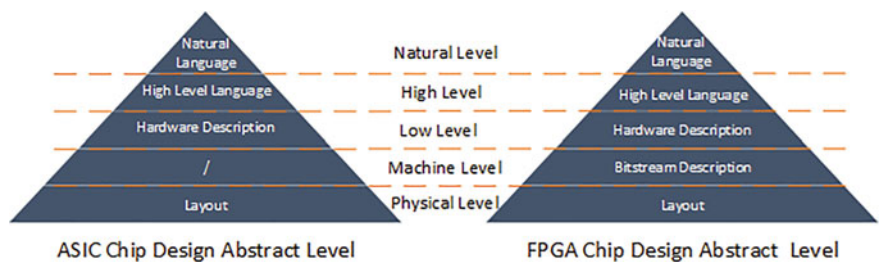 Natural
Language
High Level Language
Hardware Description
/
Layout
Natural Level
High Level
Low Level
Machine Level
Physical Level
Natural
Language
High Level Language
Hardware Description
Bitstream Description
Layout
ASIC Chip Design Abstract Level
FPGA Chip Design Abstract Level